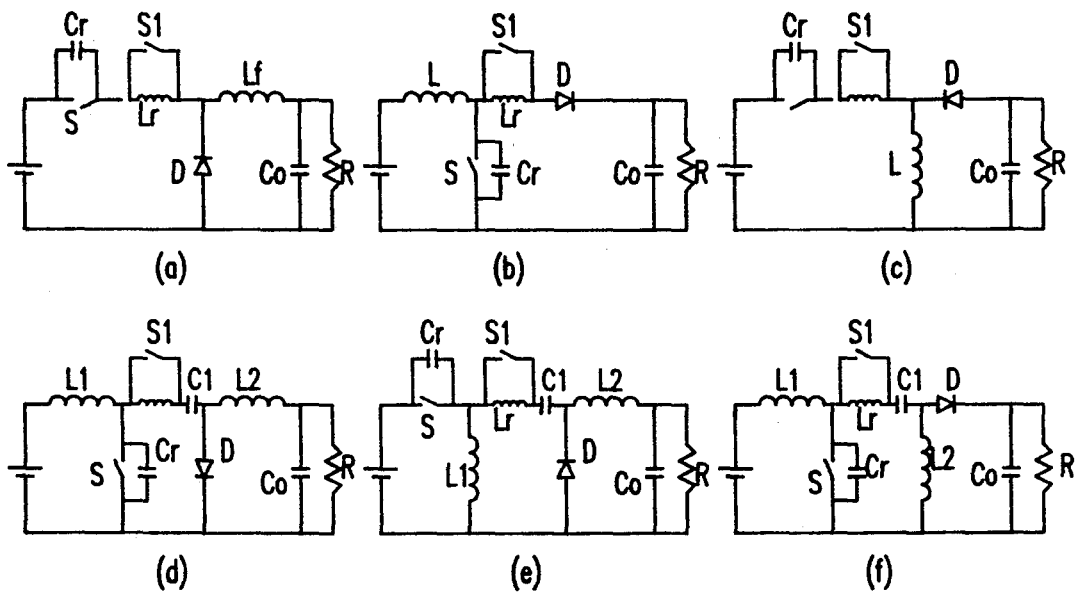 Cr S1
S Lr Lf
D Co R
(a)
S1
L Lr D
S Cr Co R
(b)
Cr S1
D
L Co R
(c)
S1
L1 C1 L2
S Cr D Co R
(d)
Cr S1
S Lr C1 L2
L1 D Co R
(e)
S1
L1 Lr C1 D
S Cr L2 Co R
(f)